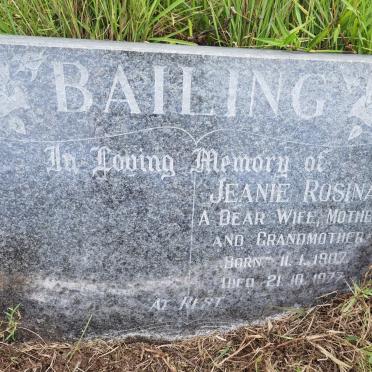 BAILING
In Loving Memory of
JEANIE ROSINA
A DEAR WIFE, MOTHE
AND GRANDMOTHER
BORN 11.1.1907
DIED 21.10.1977
AT REST